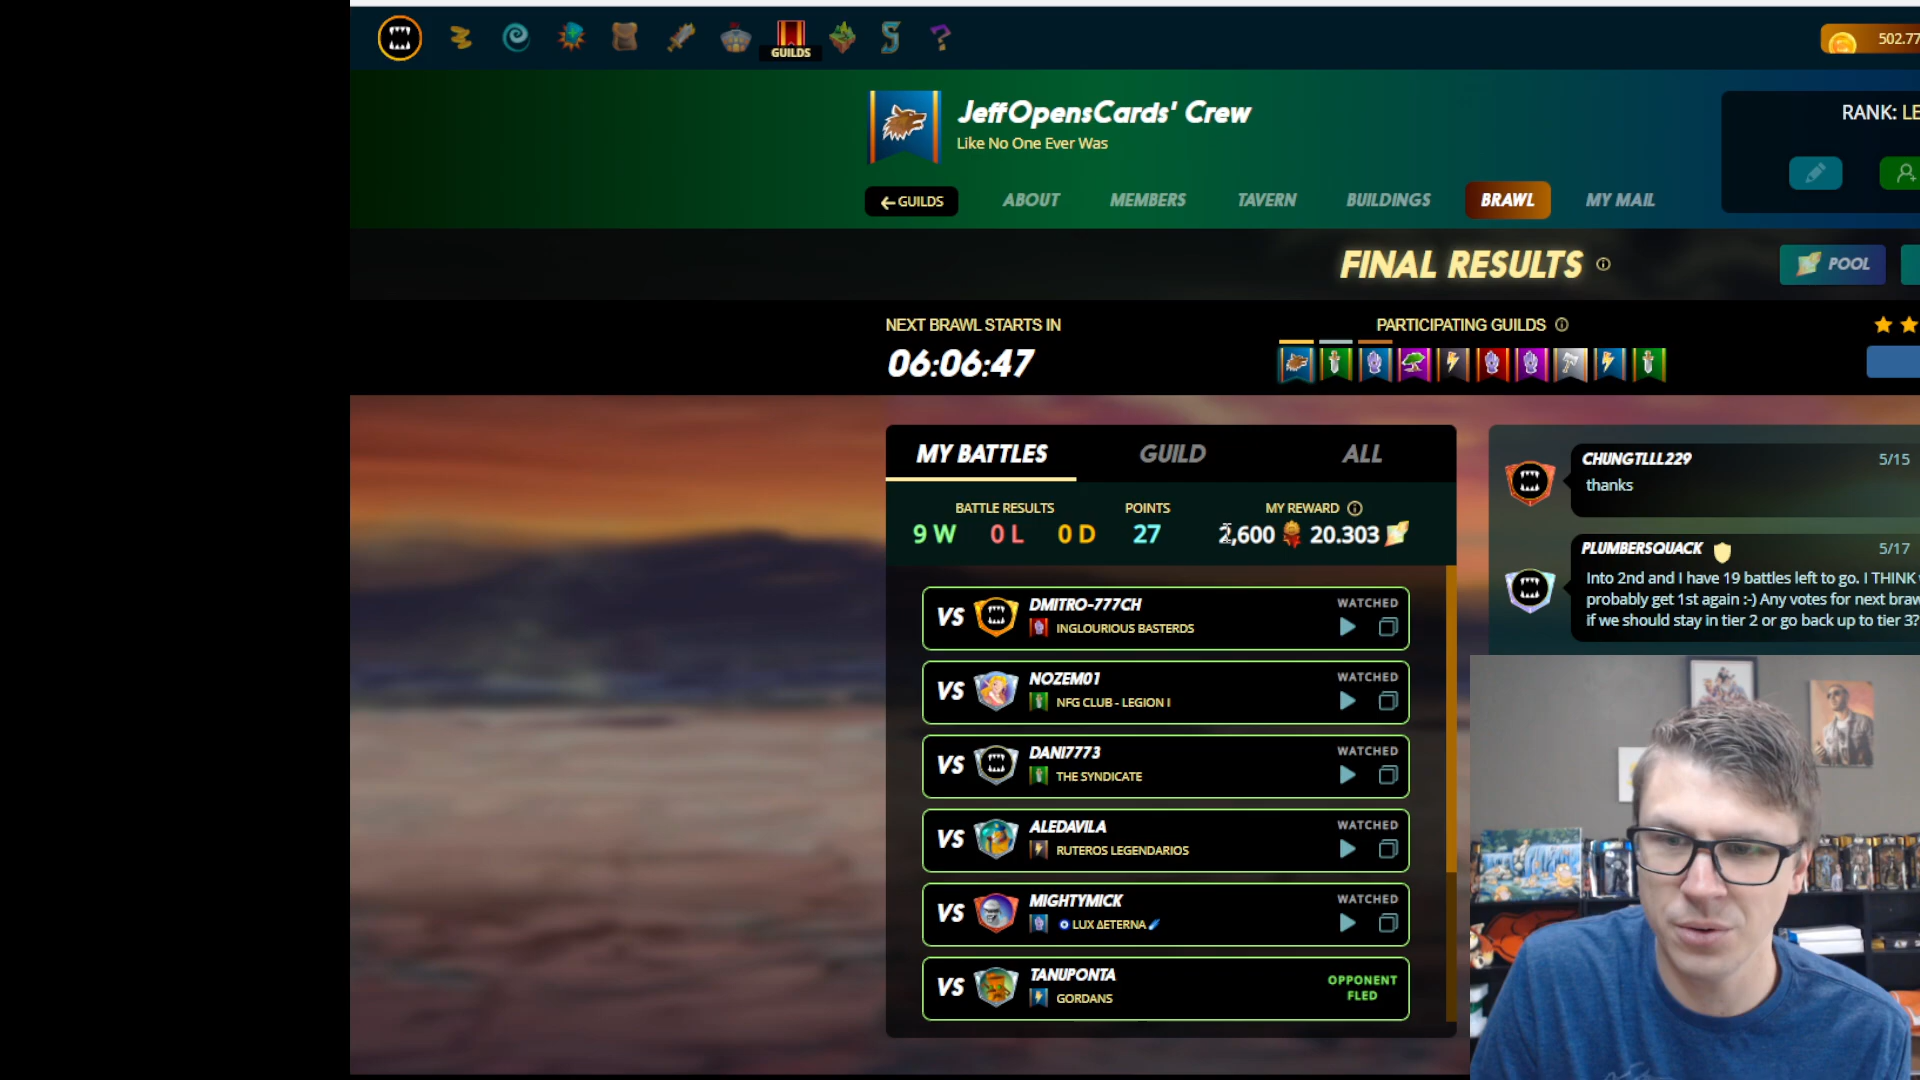 GUILDS
502.77
JeffOpensCards' Crew
Like No One Ever Was
RANK: LE
GUILDS
ABOUT
MEMBERS
TAVERN
BUILDINGS
BRAWL
MY MAIL
FINAL RESULTS
POOL
NEXT BRAWL STARTS IN
06:06:47
PARTICIPATING GUILDS
MY BATTLES
GUILD
ALL
BATTLE RESULTS
POINTS
MY REWARD
9 W 0 L 0 D
27
2,600 20.303
VS DMITRO-777CH
INGLOURIOUS BASTERDS
WATCHED
VS NOZEM01
NFG CLUB - LEGION I
WATCHED
VS DANI7773
THE SYNDICATE
WATCHED
VS ALEDAVILA
RUTEROS LEGENDARIOS
WATCHED
VS MIGHTYMICK
LUX ΔETERNA
WATCHED
VS TANUPONTA
GORDANS
OPPONENT
FLED
CHUNGTLLL229 5/15
thanks
PLUMBERSQUACK 5/17
Into 2nd and I have 19 battles left to go. I THINK
probably get 1st again :-) Any votes for next braw
if we should stay in tier 2 or go back up to tier 3?